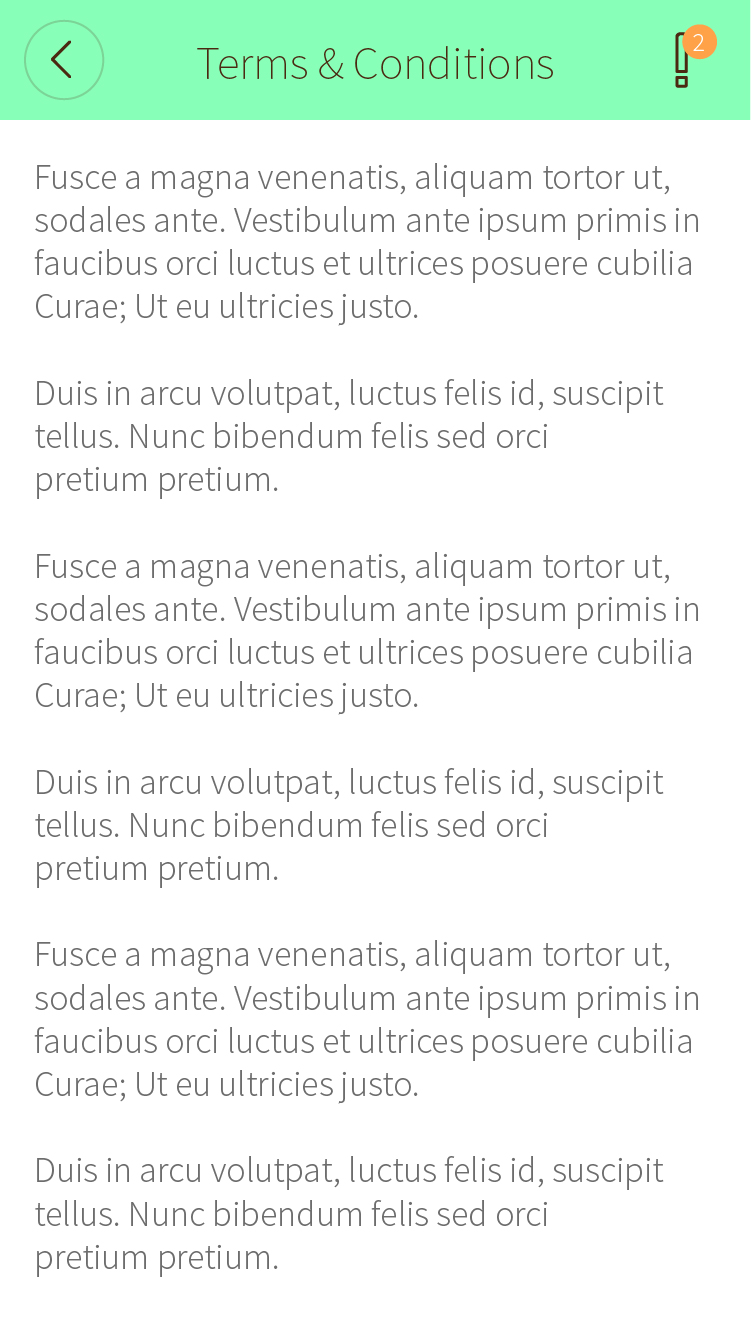 Terms & Conditions
2
Fusce a magna venenatis, aliquam tortor ut,
sodales ante. Vestibulum ante ipsum primis in
faucibus orci luctus et ultrices posuere cubilia
Curae; Ut eu ultricies justo.
Duis in arcu volutpat, luctus felis id, suscipit
tellus. Nunc bibendum felis sed orci
pretium pretium.
Fusce a magna venenatis, aliquam tortor ut,
sodales ante. Vestibulum ante ipsum primis in
faucibus orci luctus et ultrices posuere cubilia
Curae; Ut eu ultricies justo.
Duis in arcu volutpat, luctus felis id, suscipit
tellus. Nunc bibendum felis sed orci
pretium pretium.
Fusce a magna venenatis, aliquam tortor ut,
sodales ante. Vestibulum ante ipsum primis in
faucibus orci luctus et ultrices posuere cubilia
Curae; Ut eu ultricies justo.
Duis in arcu volutpat, luctus felis id, suscipit
tellus. Nunc bibendum felis sed orci
pretium pretium.